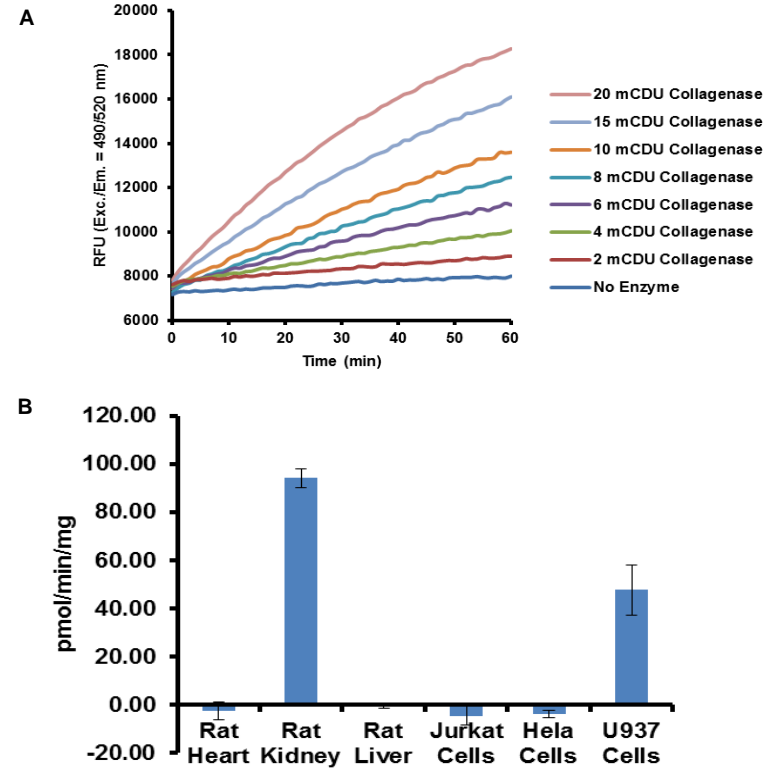 A
20000
18000
16000
14000
12000
10000
8000
6000
RFU (Exc./Em. = 490/520 nm)
0 10 20 30 40 50 60
Time (min)
20 mCDU Collagenase
15 mCDU Collagenase
10 mCDU Collagenase
8 mCDU Collagenase
6 mCDU Collagenase
4 mCDU Collagenase
2 mCDU Collagenase
No Enzyme
B
120.00
100.00
80.00
60.00
40.00
20.00
0.00
-20.00
pmol/min/mg
Rat Heart
Rat Kidney
Rat Liver
Jurkat Cells
Hela Cells
U937 Cells